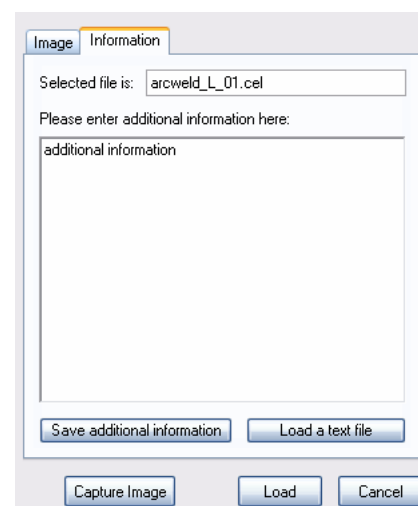 Image Information
Selected file is: arcweld_L_01.cel
Please enter additional information here:
additional information
Save additional information Load a text file
Capture Image Load Cancel